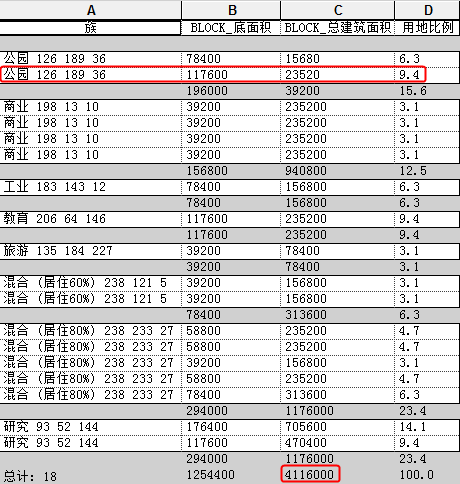 A B C D
族 BLOCK_底面积 BLOCK_总建筑面积 用地比例
公园 126 189 36 78400 15680 6.3
公园 126 189 36 117600 23520 9.4
196000 39200 15.6
商业 198 13 10 39200 235200 3.1
商业 198 13 10 39200 235200 3.1
商业 198 13 10 39200 235200 3.1
商业 198 13 10 39200 235200 3.1
156800 940800 12.5
工业 183 143 12 78400 156800 6.3
78400 156800 6.3
教育 206 64 146 117600 235200 9.4
117600 235200 9.4
旅游 135 184 227 39200 78400 3.1
39200 78400 3.1
混合 (居住60%) 238 121 5 39200 156800 3.1
混合 (居住60%) 238 121 5 39200 156800 3.1
78400 313600 6.3
混合 (居住80%) 238 233 27 58800 235200 4.7
混合 (居住80%) 238 233 27 58800 235200 4.7
混合 (居住80%) 238 233 27 39200 156800 3.1
混合 (居住80%) 238 233 27 58800 235200 4.7
混合 (居住80%) 238 233 27 78400 313600 6.3
294000 1176000 23.4
研究 93 52 144 176400 705600 14.1
研究 93 52 144 117600 470400 9.4
294000 1176000 23.4
总计: 18 1254400 4116000 100.0